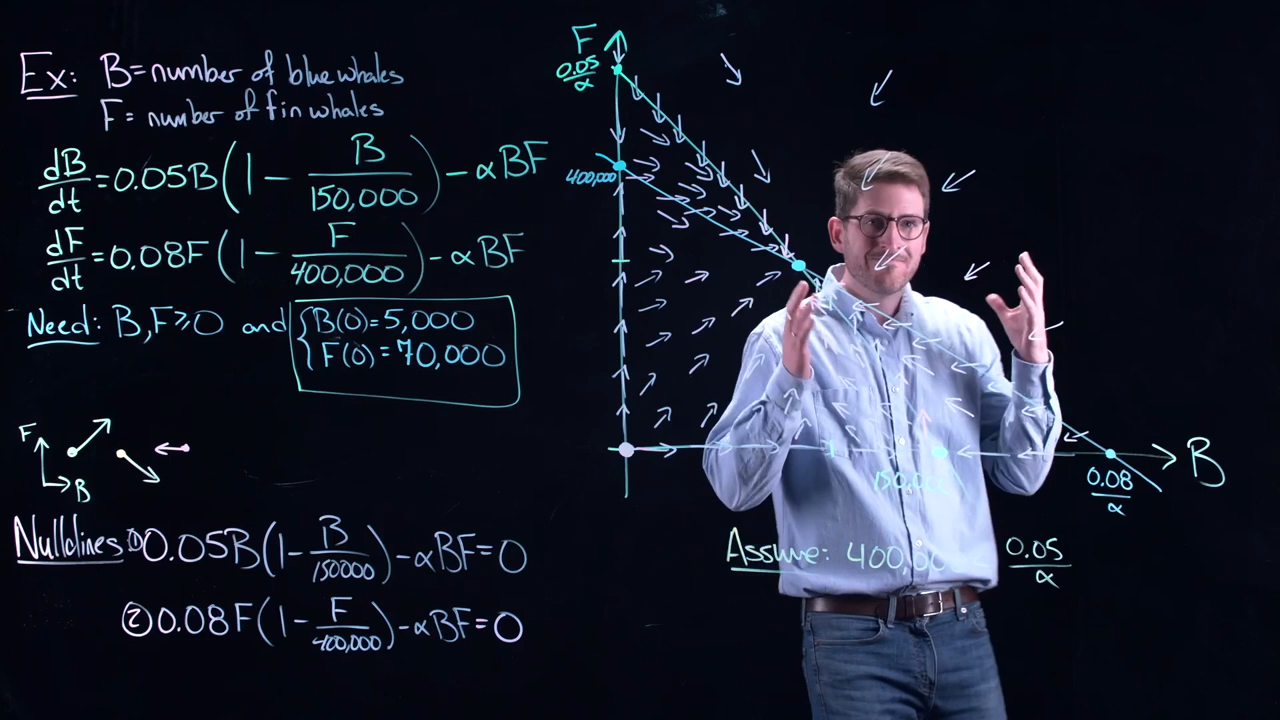 Ex: B=number of blue whales
F= number of fin whales
dB/dt=0.05B(1-B/150,000)-αBF
dF/dt=0.08F(1-F/400,000)-αBF
Need: B,F≥0 and {B(0)=5,000
F(0)=70,000
F
B
Nullclines: ① 0.05B(1-B/150000)-αBF=0
② 0.08F(1-F/400,000)-αBF=0
F
0.05/α
400,000
B
150,000
0.08/α
Assume: 400,00 0.05/α